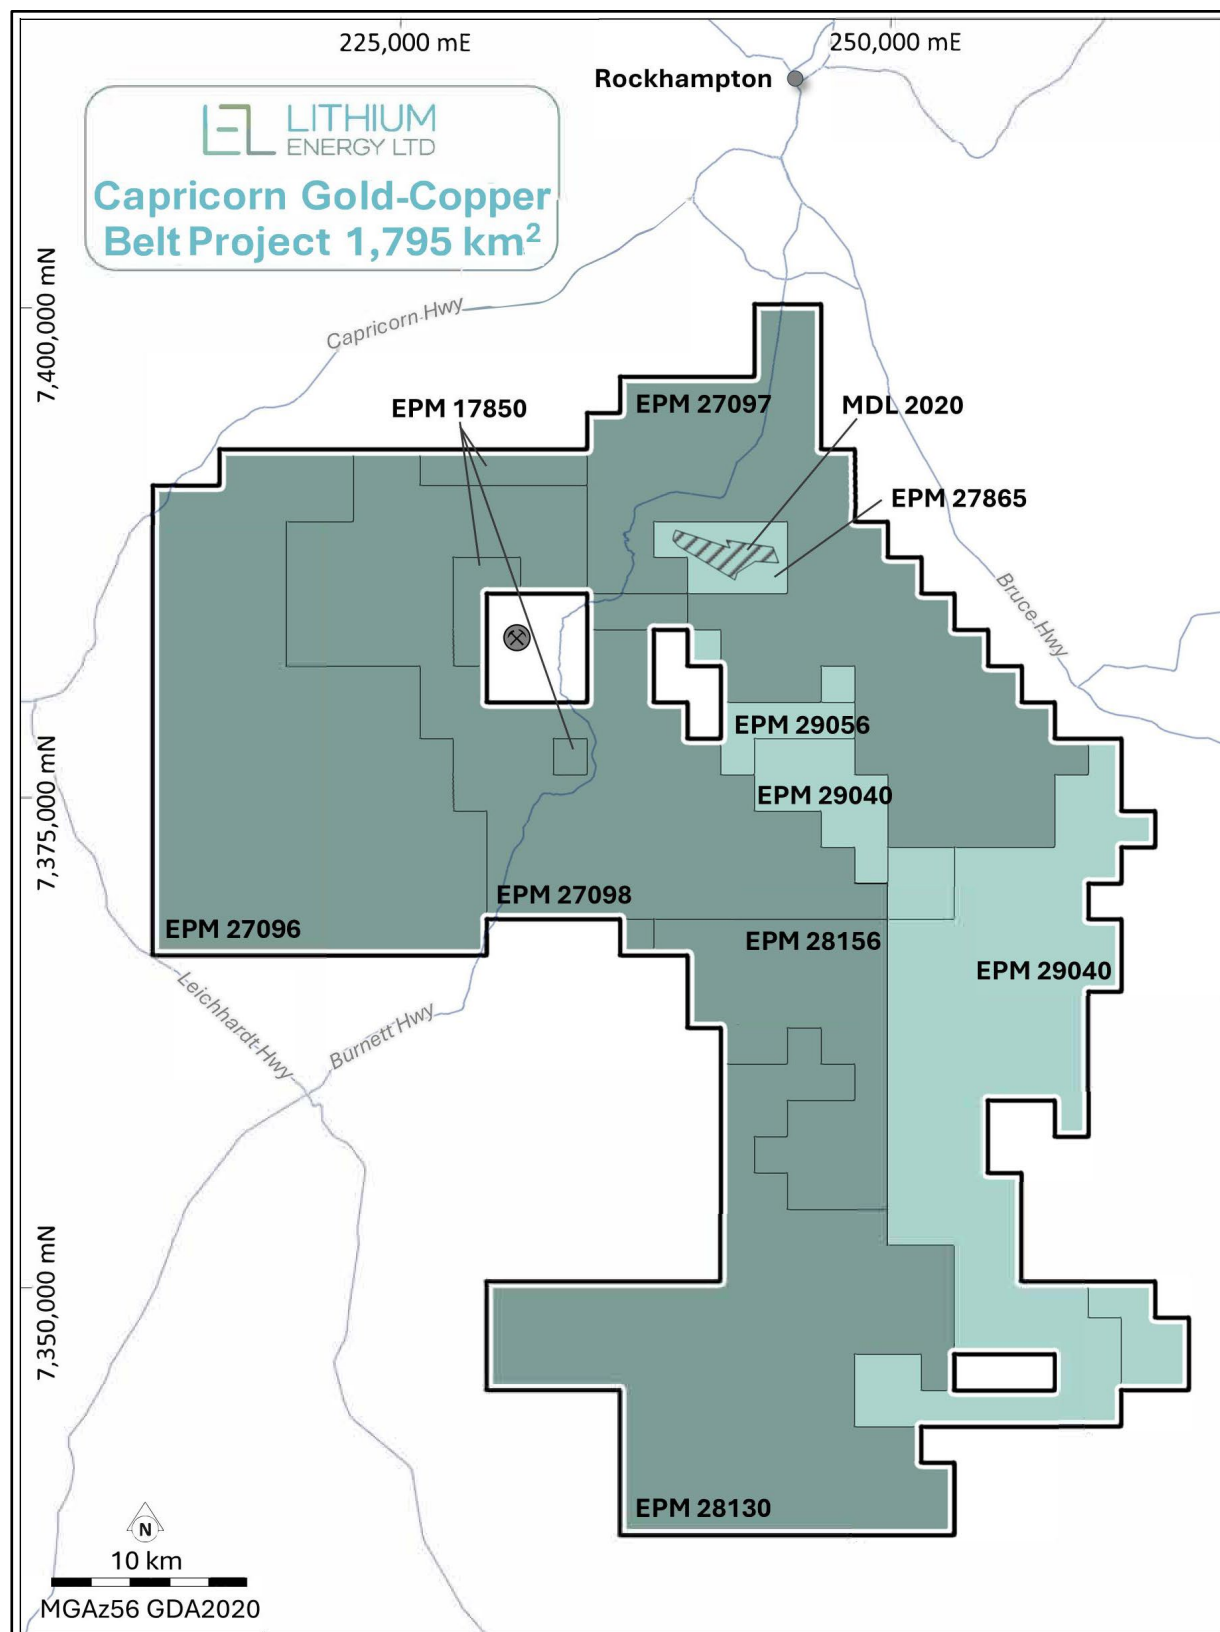 225,000 mE
250,000 mE
Rockhampton
LITHIUM
ENERGY LTD
Capricorn Gold-Copper
Belt Project 1,795 km²
7,400,000 mN
Capricorn Hwy
EPM 17850
EPM 27097
MDL 2020
EPM 27865
Bruce Hwy
EPM 29056
7,375,000 mN
EPM 29040
EPM 27098
EPM 27096
EPM 28156
EPM 29040
Leichhardt Hwy
Burnett Hwy
7,350,000 mN
EPM 28130
N
10 km
MGAz56 GDA2020